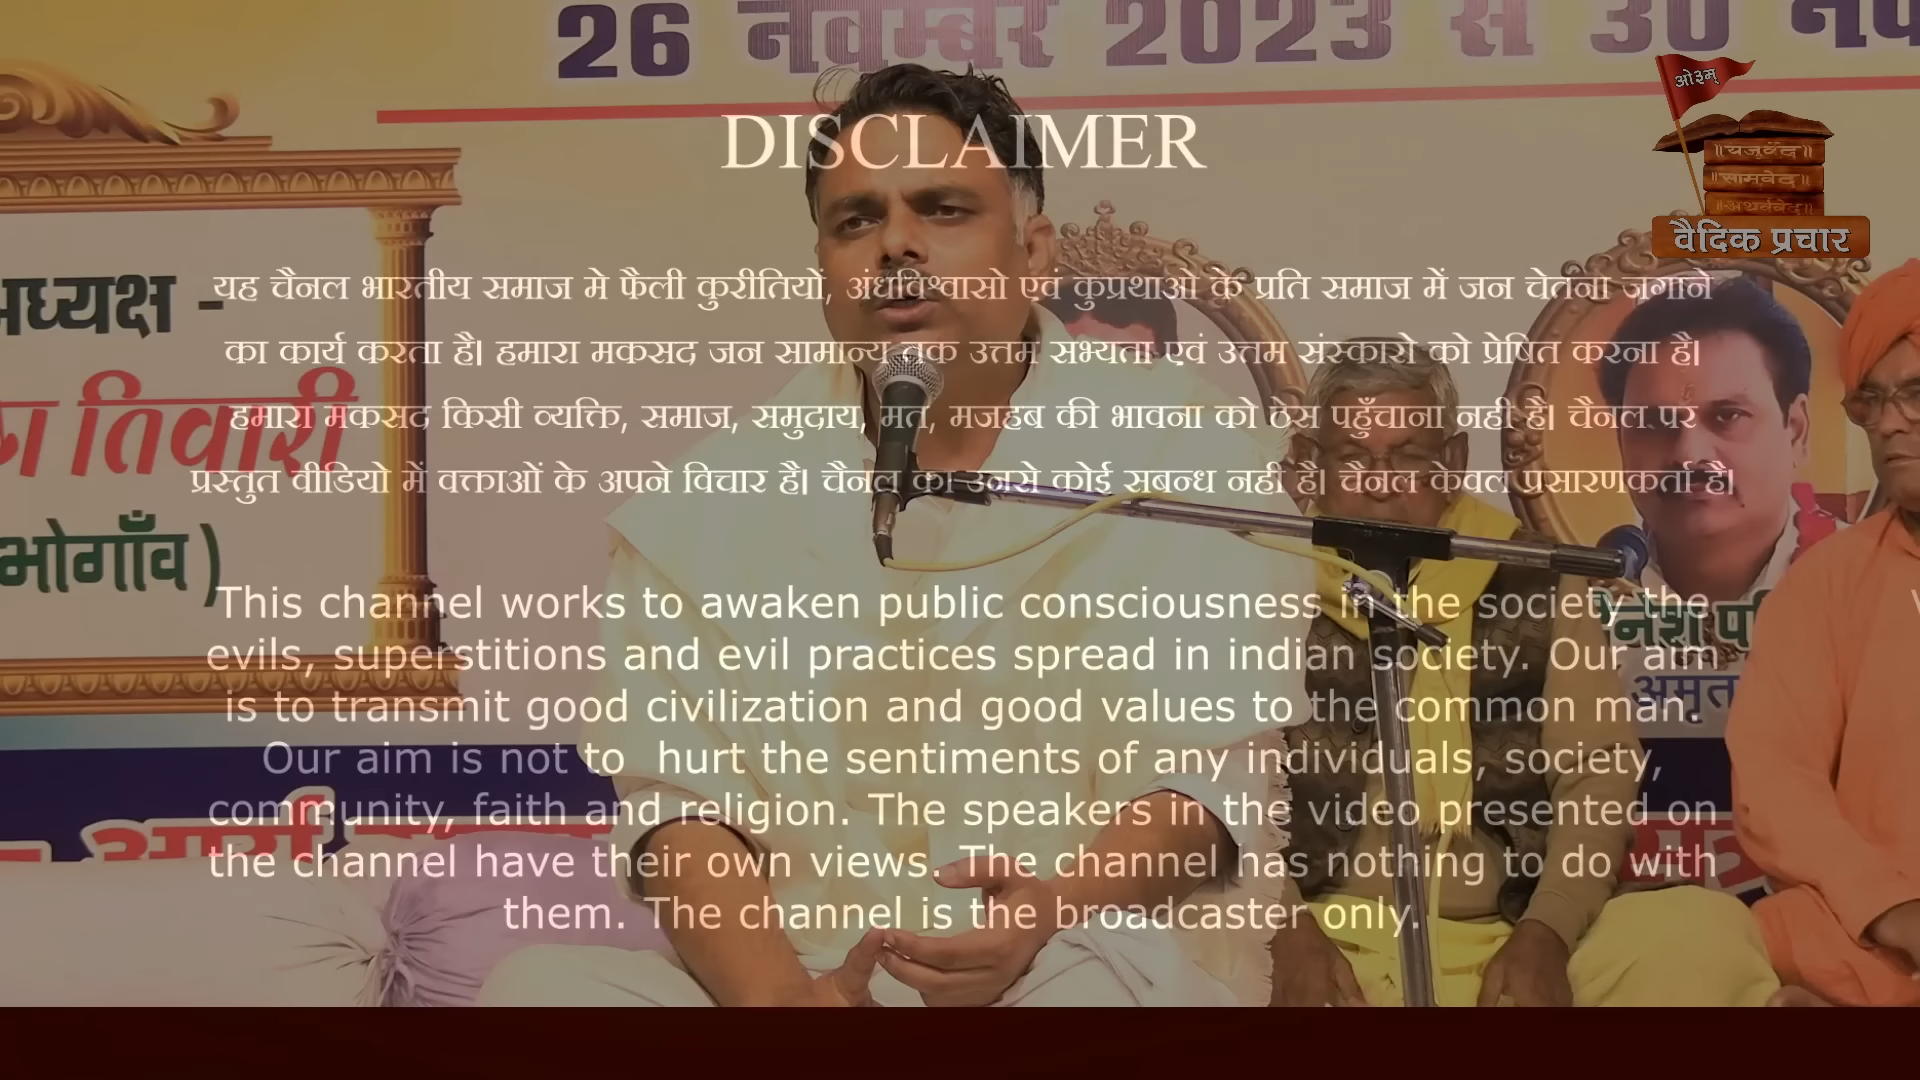 26 नवम्बर 2023 से 30
ओ३म्
DISCLAIMER
॥यजुर्वेद॥
॥सामवेद॥
॥अथर्ववेद॥
वैदिक प्रचार
यह चैनल भारतीय समाज मे फैली कुरीतियों, अंधविश्वासो एवं कुप्रथाओ के प्रति समाज में जन चेतना जगाने
का कार्य करता है। हमारा मकसद जन सामान्य तक उत्तम सभ्यता एवं उत्तम संस्कारो को प्रेषित करना है।
हमारा मकसद किसी व्यक्ति, समाज, समुदाय, मत, मजहब की भावना को ठेस पहुँचाना नही है। चैनल पर
प्रस्तुत वीडियो में वक्ताओं के अपने विचार है। चैनल का उनसे कोई सबन्ध नही है। चैनल केवल प्रसारणकर्ता है।
तिवारी
भोगाँव)
This channel works to awaken public consciousness in the society the
evils, superstitions and evil practices spread in indian society. Our aim
is to transmit good civilization and good values to the common man.
Our aim is not to hurt the sentiments of any individuals, society,
community, faith and religion. The speakers in the video presented on
the channel have their own views. The channel has nothing to do with
them. The channel is the broadcaster only.
आर्य